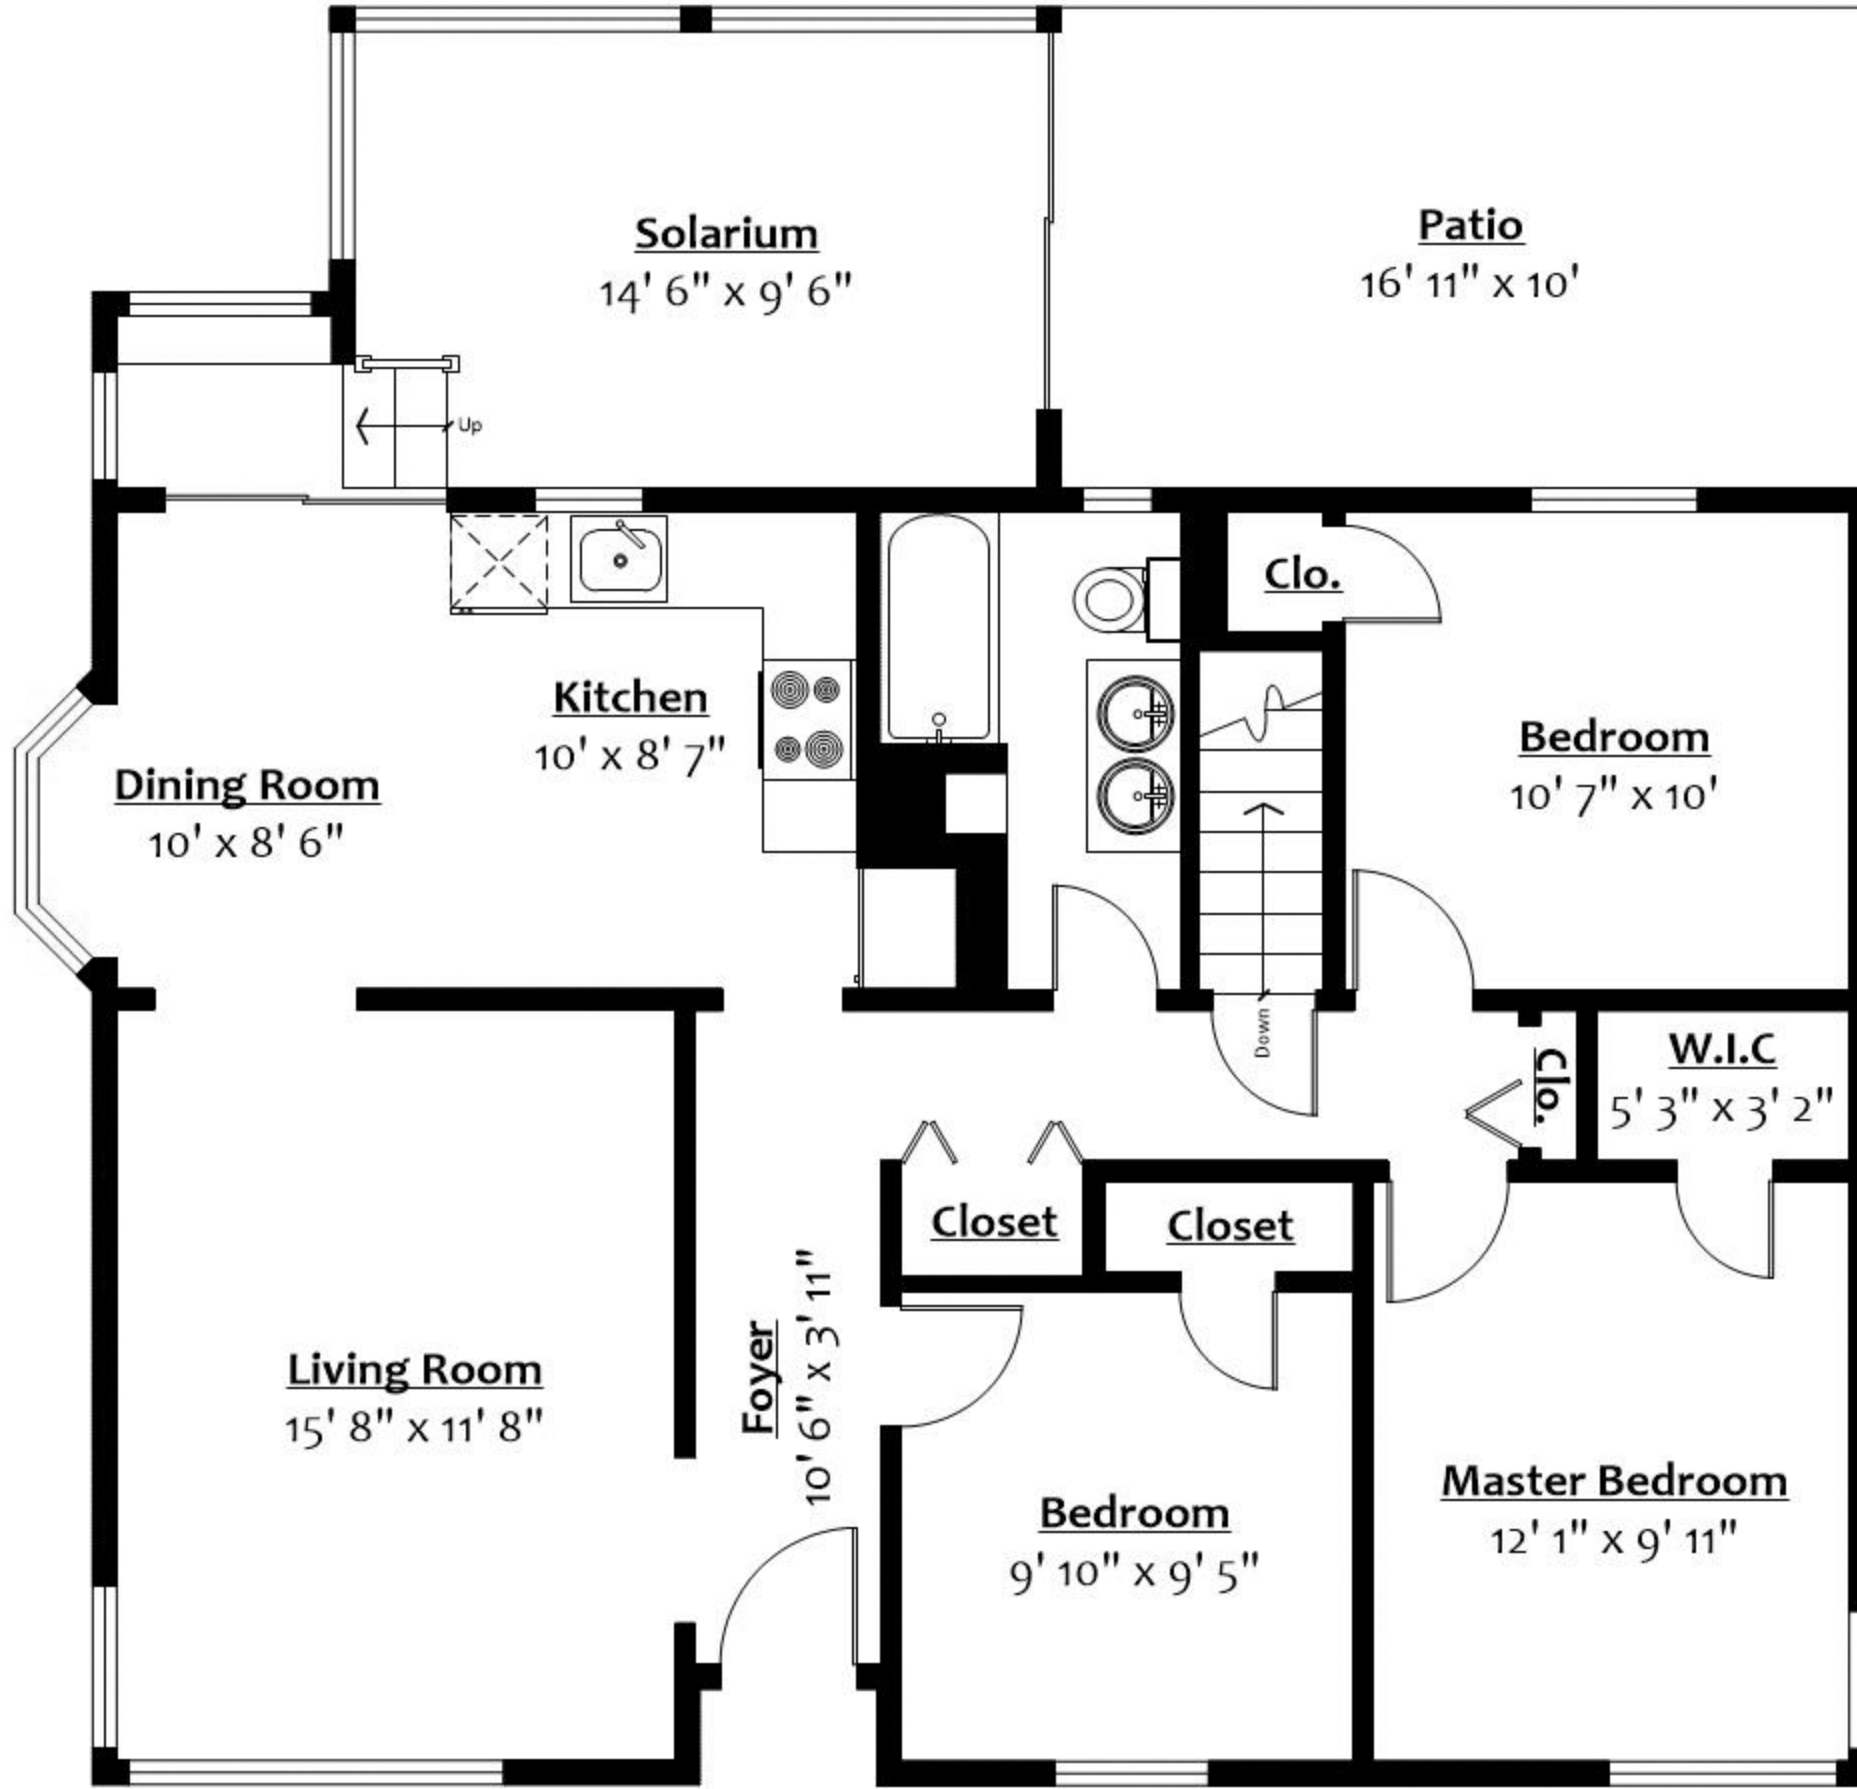 Solarium
14' 6" x 9' 6"
Patio
16' 11" x 10'
Up
Clo.
Kitchen
10' x 8' 7"
Dining Room
10' x 8' 6"
Bedroom
10' 7" x 10'
Down
Clo.
W.I.C
5' 3" x 3' 2"
Closet
Closet
Foyer
10' 6" x 3' 11"
Living Room
15' 8" x 11' 8"
Bedroom
9' 10" x 9' 5"
Master Bedroom
12' 1" x 9' 11"